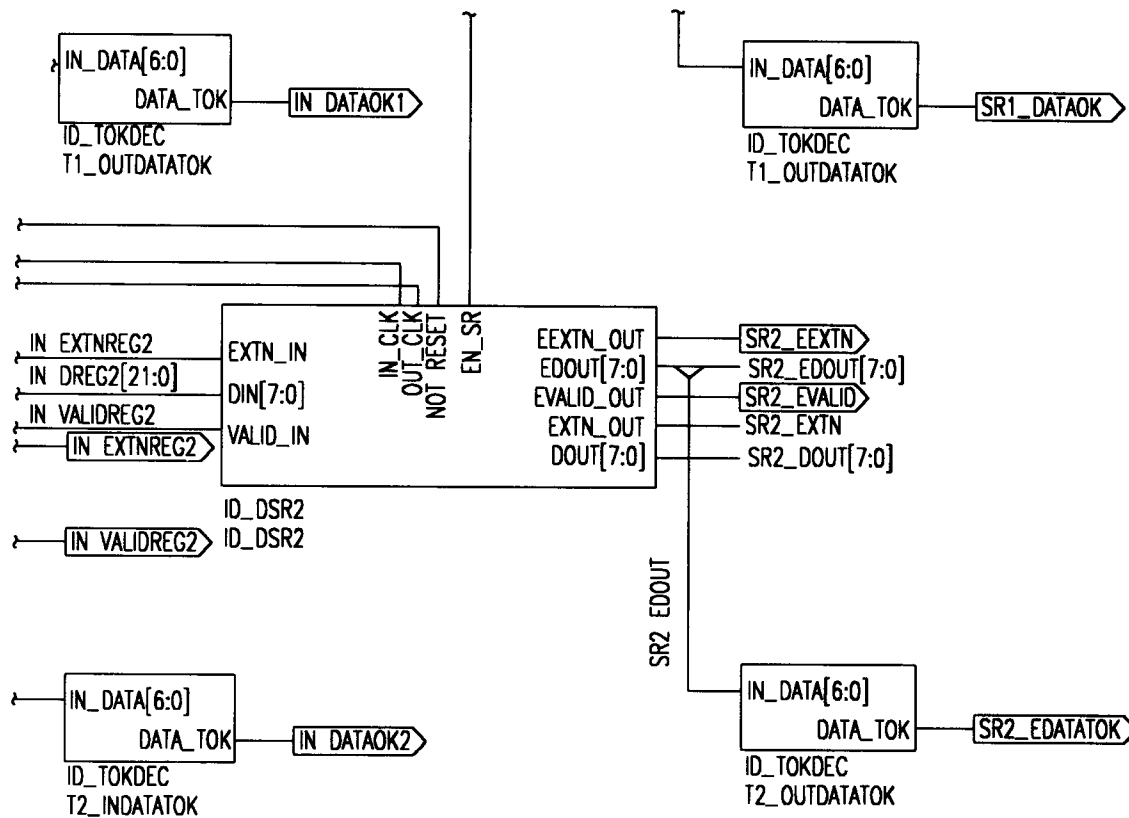 IN_DATA[6:0]
DATA_TOK
IN DATAOK1
ID_TOKDEC
T1_OUTDATATOK
IN_DATA[6:0]
DATA_TOK
SR1_DATAOK
ID_TOKDEC
T1_OUTDATATOK
IN_CLK
OUT_CLK
NOT RESET
EN_SR
IN EXTNREG2
EXTN_IN
IN DREG2[21:0]
DIN[7:0]
IN VALIDREG2
VALID_IN
IN EXTNREG2
EEXTN_OUT
SR2_EEXTN
EDOUT[7:0]
SR2_EDOUT[7:0]
EVALID_OUT
SR2_EVALID
EXTN_OUT
SR2_EXTN
DOUT[7:0]
SR2_DOUT[7:0]
ID_DSR2
ID_DSR2
IN VALIDREG2
SR2 EDOUT
IN_DATA[6:0]
DATA_TOK
IN DATAOK2
ID_TOKDEC
T2_INDATATOK
IN_DATA[6:0]
DATA_TOK
SR2_EDATATOK
ID_TOKDEC
T2_OUTDATATOK